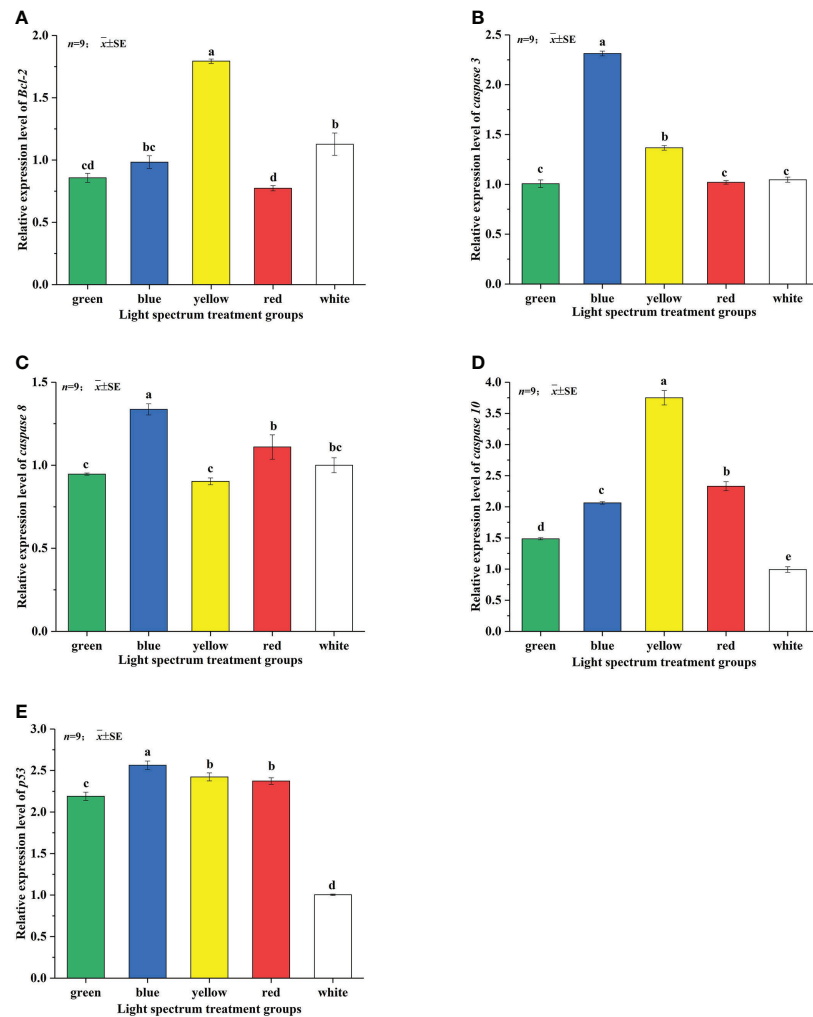 A
n=9; x̄±SE
Relative expression level of Bcl-2
2.0
1.5
1.0
0.5
0.0
cd
bc
a
d
b
green blue yellow red white
Light spectrum treatment groups
B
n=9; x̄±SE
Relative expression level of caspase 3
2.5
2.0
1.5
1.0
0.5
0.0
c
a
b
c
c
green blue yellow red white
Light spectrum treatment groups
C
n=9; x̄±SE
Relative expression level of caspase 8
1.5
1.0
0.5
0.0
c
a
c
b
bc
green blue yellow red white
Light spectrum treatment groups
D
n=9; x̄±SE
Relative expression level of caspase 10
4.0
3.5
3.0
2.5
2.0
1.5
1.0
0.5
0.0
d
c
a
b
e
green blue yellow red white
Light spectrum treatment groups
E
n=9; x̄±SE
Relative expression level of p53
3.0
2.5
2.0
1.5
1.0
0.5
0.0
c
a
b
b
d
green blue yellow red white
Light spectrum treatment groups